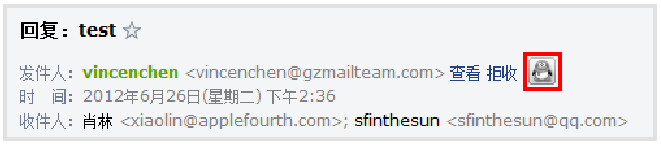 回复：test ☆
发件人：vincenchen <vincenchen@gzmailteam.com> 查看 拒收
时　间：2012年6月26日(星期二) 下午2:36
收件人：肖林 <xiaolin@applefourth.com>; sfinthesun <sfinthesun@qq.com>